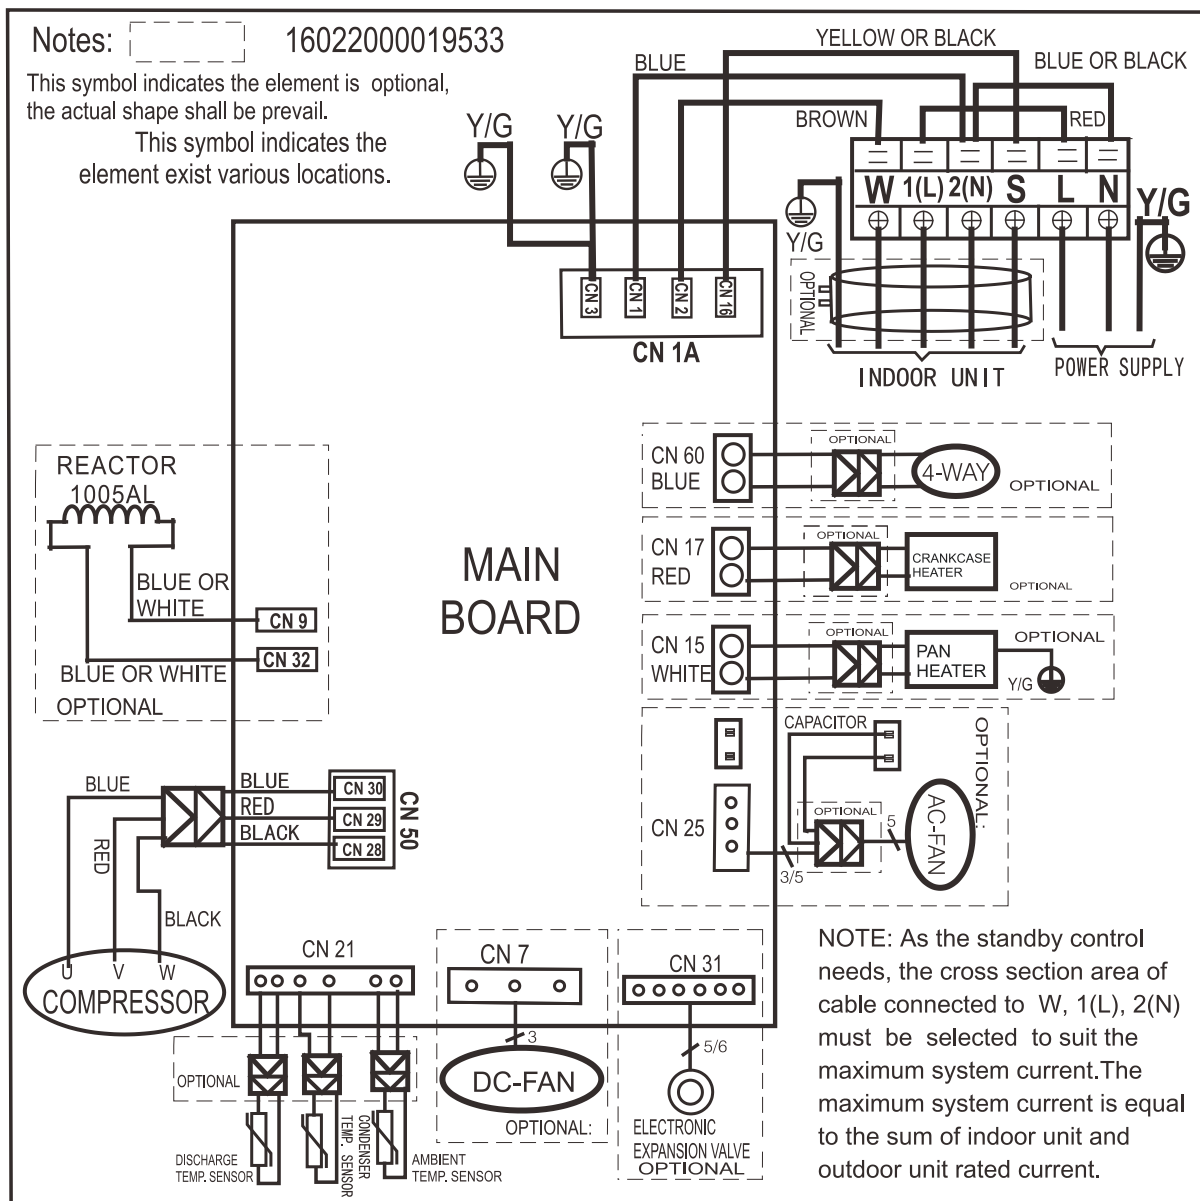 Notes: 16022000019533
This symbol indicates the element is optional,
the actual shape shall be prevail.
This symbol indicates the
element exist various locations.
YELLOW OR BLACK
BLUE
BLUE OR BLACK
BROWN
RED
Y/G
Y/G
W 1(L) 2(N) S L N
Y/G
Y/G
OPTIONAL
INDOOR UNIT
POWER SUPPLY
CN 3
CN 1
CN 2
CN 16
CN 1A
REACTOR
1005AL
BLUE OR
WHITE
CN 9
CN 32
BLUE OR WHITE
OPTIONAL
MAIN
BOARD
CN 60
BLUE
OPTIONAL
4-WAY
OPTIONAL
CN 17
RED
OPTIONAL
CRANKCASE
HEATER
OPTIONAL
CN 15
WHITE
OPTIONAL
PAN
HEATER
OPTIONAL
Y/G
CAPACITOR
OPTIONAL:
CN 25
OPTIONAL
3/5
5
AC-FAN
BLUE
RED
BLACK
BLUE
RED
BLACK
CN 30
CN 29
CN 28
CN 50
U V W
COMPRESSOR
CN 21
OPTIONAL
DISCHARGE
TEMP. SENSOR
CONDENSER
TEMP. SENSOR
AMBIENT
TEMP. SENSOR
CN 7
3
DC-FAN
OPTIONAL:
CN 31
5/6
ELECTRONIC
EXPANSION VALVE
OPTIONAL
NOTE: As the standby control
needs, the cross section area of
cable connected to W, 1(L), 2(N)
must be selected to suit the
maximum system current.The
maximum system current is equal
to the sum of indoor unit and
outdoor unit rated current.